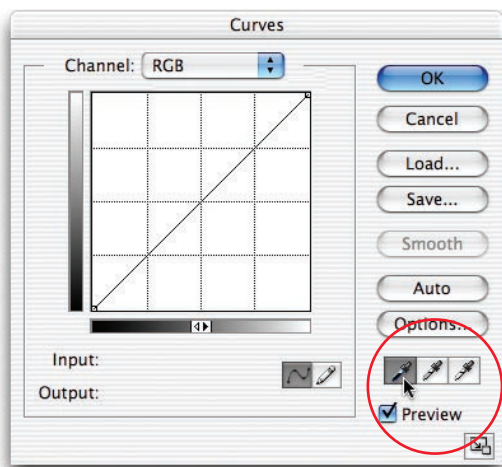 Curves
Channel: RGB
OK
Cancel
Load...
Save...
Smooth
Auto
Options...
Input:
Output:
Preview